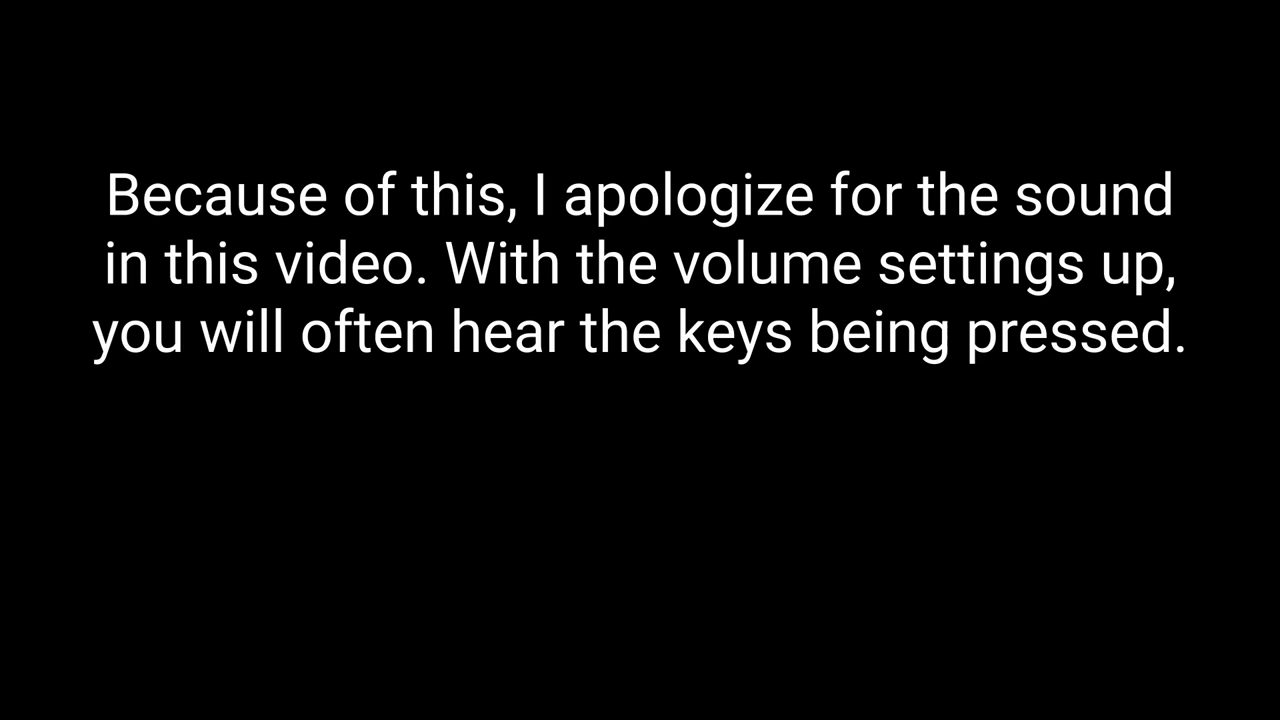 Because of this, I apologize for the sound
in this video. With the volume settings up,
you will often hear the keys being pressed.